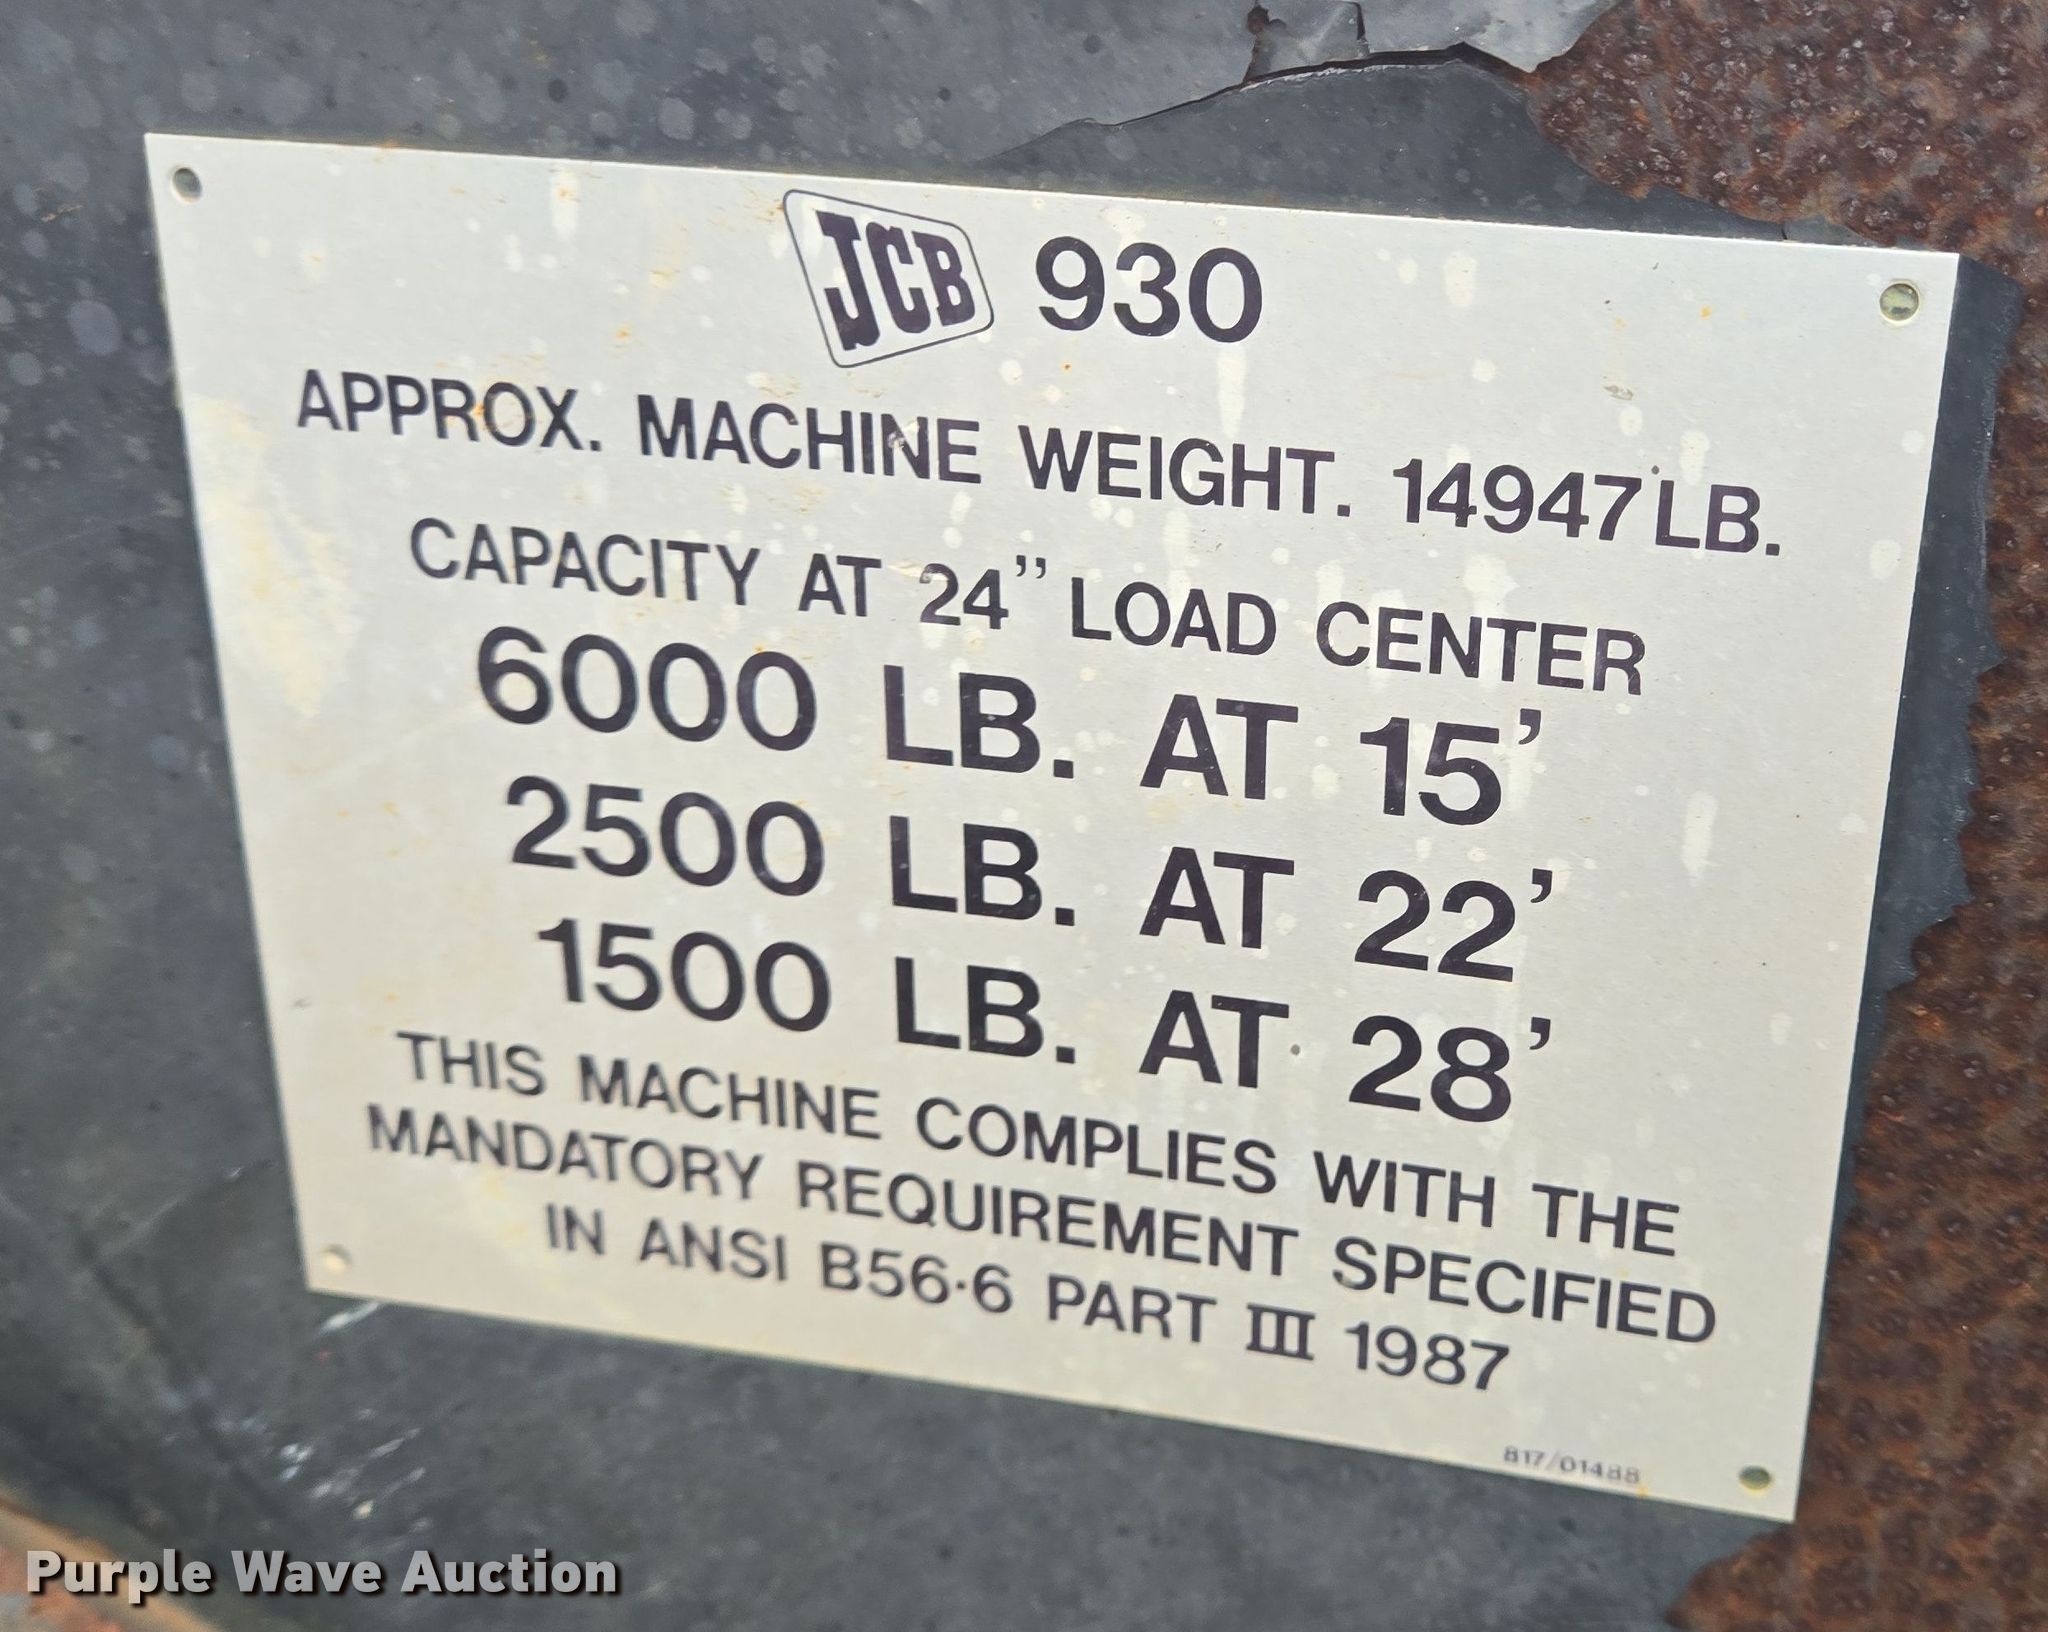 JCB 930
APPROX. MACHINE WEIGHT. 14947 LB.
CAPACITY AT 24” LOAD CENTER
6000 LB. AT 15’
2500 LB. AT 22’
1500 LB. AT 28’
THIS MACHINE COMPLIES WITH THE
MANDATORY REQUIREMENT SPECIFIED
IN ANSI B56·6 PART III 1987
817/01488
Purple Wave Auction